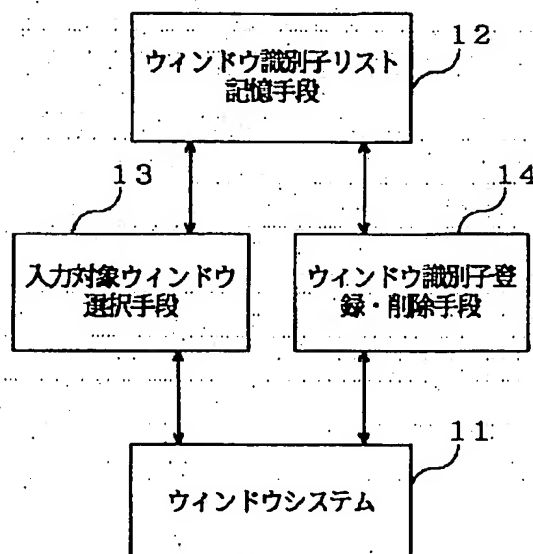 12
ウィンドウ識別子リスト
記憶手段
13
14
入力対象ウィンドウ
選択手段
ウィンドウ識別子登
録・削除手段
11
ウィンドウシステム